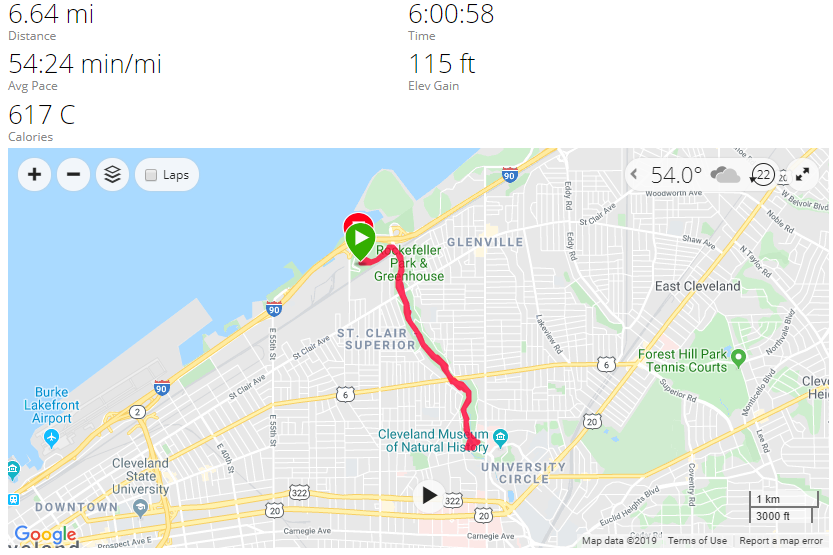 6.64 mi
Distance
6:00:58
Time
54:24 min/mi
Avg Pace
115 ft
Elev Gain
617 C
Calories
Laps
54.0°
22
90
Woodworth Ave
W Belvoir Blvd
Eddy Rd
St Clair Ave
Noble Rd
GLENVILLE
Shaw Ave
Rockefeller
Park &
Greenhouse
Eddy Rd
N Taylor Rd
East Cleveland
90
E 55th St
St Clair Ave
ST. CLAIR
SUPERIOR
Lakeview Rd
Northvale Blvd
Forest Hill Park
Tennis Courts
6
90
St Clair Ave
6
Superior Rd
Monticello Blvd
Burke
Lakefront
Airport
2
20
E 55th St
E 40th St
Cleveland Museum
of Natural History
Lee Rd
Cleveland
State
University
UNIVERSITY
CIRCLE
Coventry Rd
322
322
DOWNTOWN
20
20
Euclid Heights Blvd
1 km
3000 ft
Carnegie Ave
Carnegie Ave
Prospect Ave E
Google
Map data ©2019
Terms of Use
Report a map error